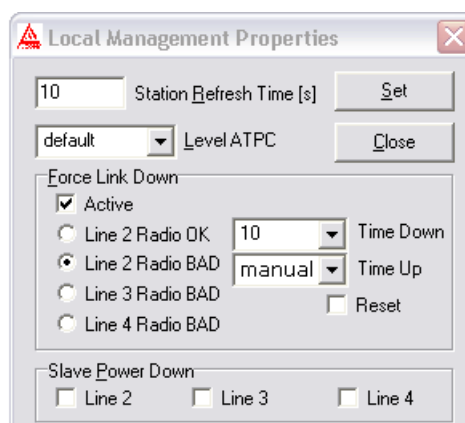 Local Management Properties
10 Station Refresh Time [s] Set
default Level ATPC Close
Force Link Down
Active
Line 2 Radio OK 10 Time Down
Line 2 Radio BAD manual Time Up
Line 3 Radio BAD Reset
Line 4 Radio BAD
Slave Power Down
Line 2 Line 3 Line 4